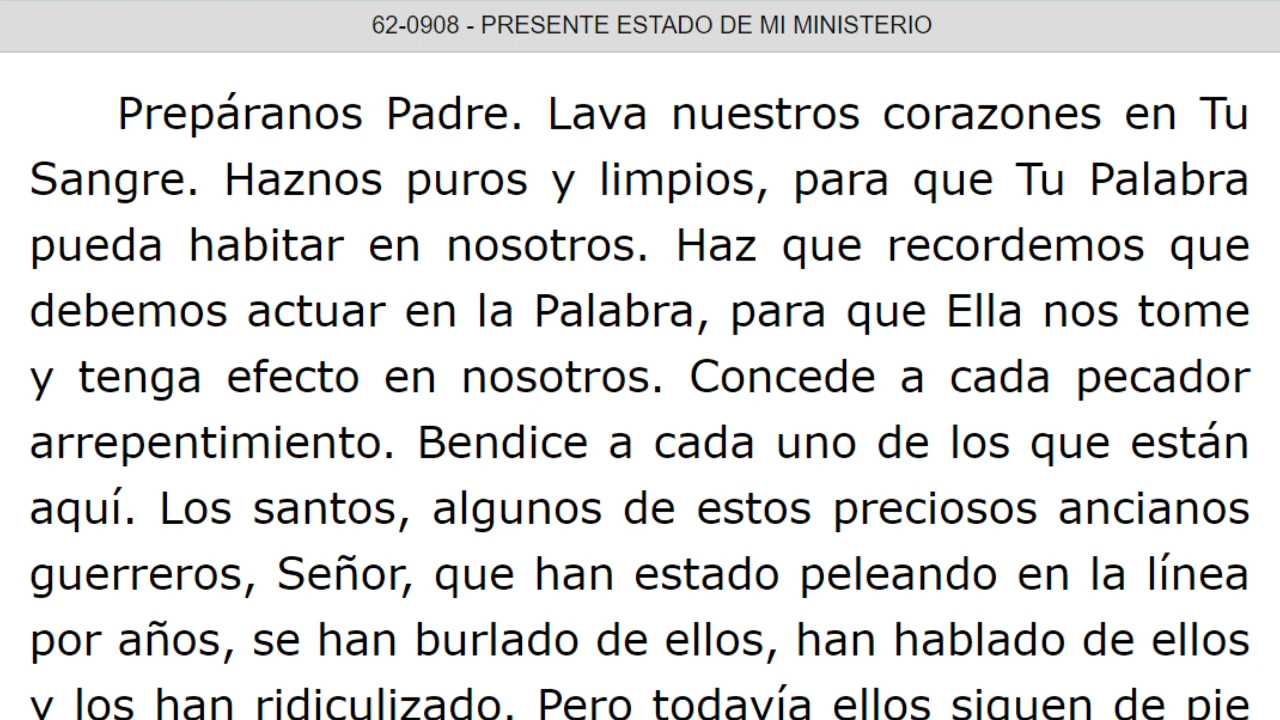 62-0908 - PRESENTE ESTADO DE MI MINISTERIO
Prepáranos Padre. Lava nuestros corazones en Tu
Sangre. Haznos puros y limpios, para que Tu Palabra
pueda habitar en nosotros. Haz que recordemos que
debemos actuar en la Palabra, para que Ella nos tome
y tenga efecto en nosotros. Concede a cada pecador
arrepentimiento. Bendice a cada uno de los que están
aquí. Los santos, algunos de estos preciosos ancianos
guerreros, Señor, que han estado peleando en la línea
por años, se han burlado de ellos, han hablado de ellos
y los han ridiculizado. Pero todavía ellos siguen de pie